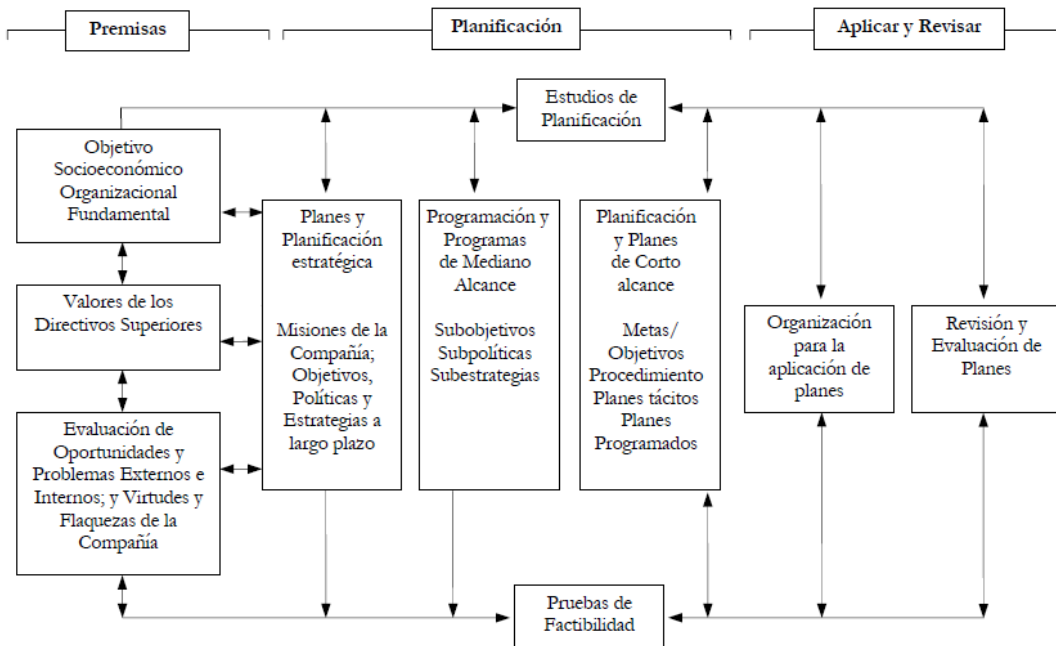 Premisas
Planificación
Aplicar y Revisar
Estudios de
Planificación
Objetivo
Socioeconómico
Organizacional
Fundamental
Valores de los
Directivos Superiores
Evaluación de
Oportunidades y
Problemas Externos e
Internos; y Virtudes y
Flaquezas de la
Compañía
Planes y
Planificación
estratégica
Misiones de la
Compañía;
Objetivos,
Políticas y
Estrategias a
largo plazo
Programación y
Programas
de Mediano
Alcance
Subobjetivos
Subpolíticas
Subestrategias
Planificación
y Planes
de Corto
alcance
Metas/
Objetivos
Procedimiento
Planes tácitos
Planes
Programados
Organización
para la
aplicación de
planes
Revisión y
Evaluación de
Planes
Pruebas de
Factibilidad